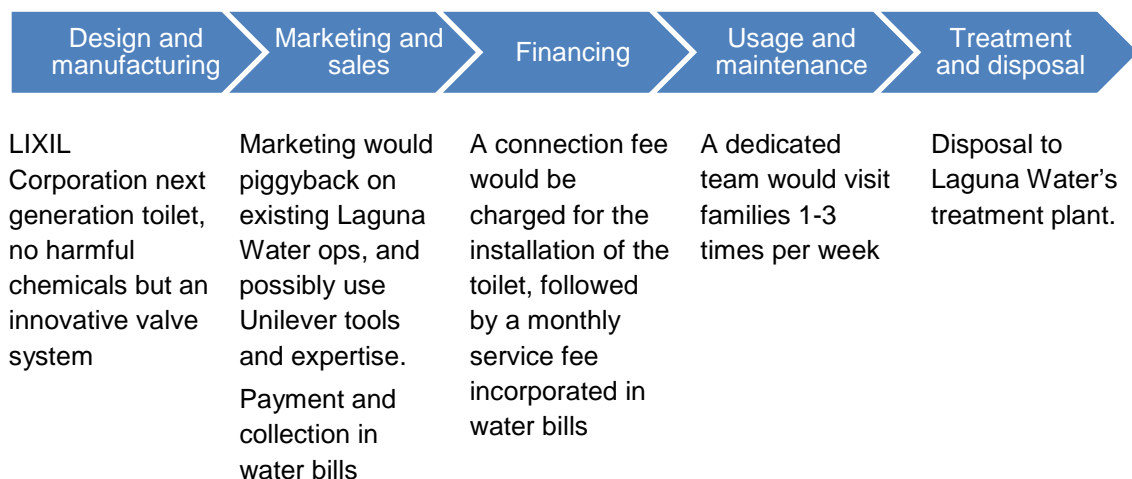 Design and
manufacturing
Marketing and
sales
Financing
Usage and
maintenance
Treatment
and disposal
LIXIL
Corporation next
generation toilet,
no harmful
chemicals but an
innovative valve
system
Marketing would
piggyback on
existing Laguna
Water ops, and
possibly use
Unilever tools
and expertise.
Payment and
collection in
water bills
A connection fee
would be
charged for the
installation of the
toilet, followed
by a monthly
service fee
incorporated in
water bills
A dedicated
team would visit
families 1-3
times per week
Disposal to
Laguna Water’s
treatment plant.